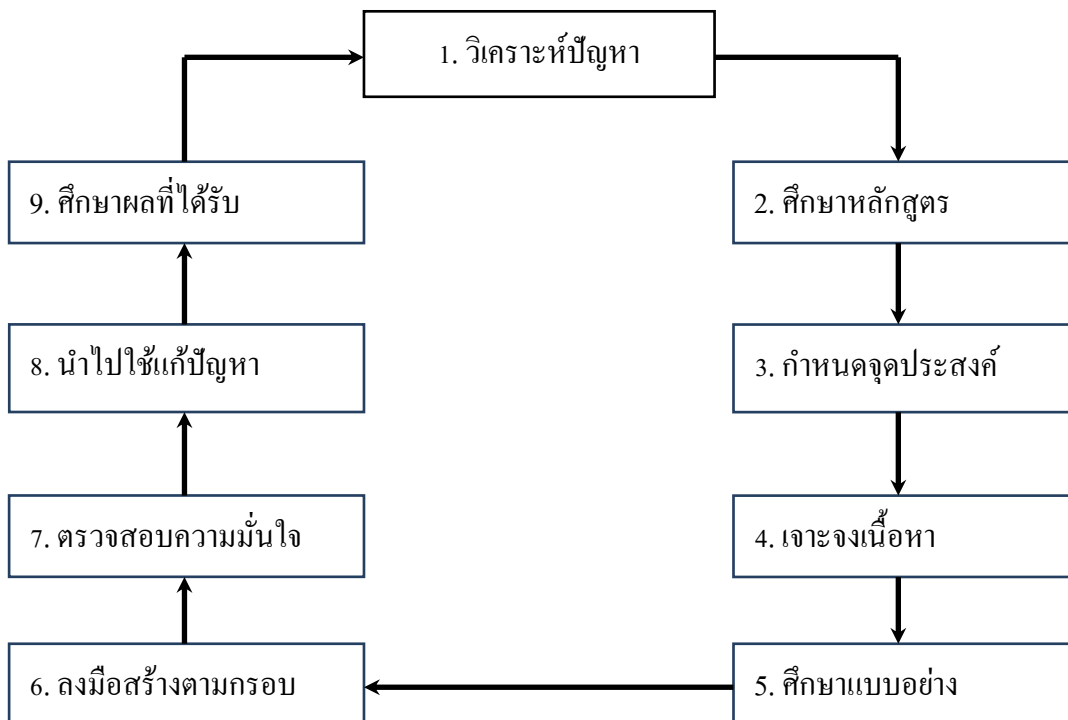 1. วิเคราะห์ปัญหา
2. ศึกษาหลักสูตร
3. กำหนดจุดประสงค์
4. เจาะจงเนื้อหา
5. ศึกษาแบบอย่าง
6. ลงมือสร้างตามกรอบ
7. ตรวจสอบความมั่นใจ
8. นำไปใช้แก้ปัญหา
9. ศึกษาผลที่ได้รับ